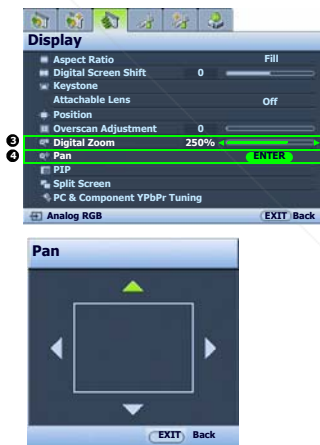 Display
Aspect Ratio Fill
Digital Screen Shift 0
Keystone
Attachable Lens Off
Position
Overscan Adjustment 0
3 Digital Zoom 250%
4 Pan ENTER
PIP
Split Screen
PC & Component YPbPr Tuning
Analog RGB EXIT Back
Pan
EXIT Back